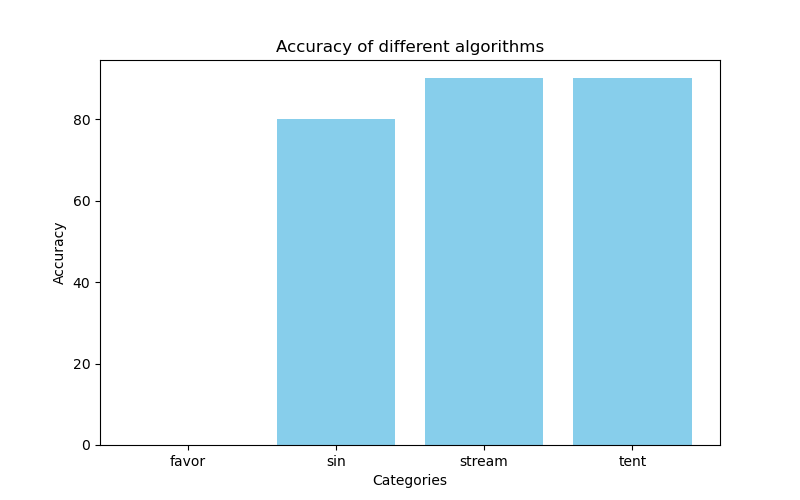 Accuracy of different algorithms
80
60
40
20
0
Accuracy
favor sin stream tent
Categories